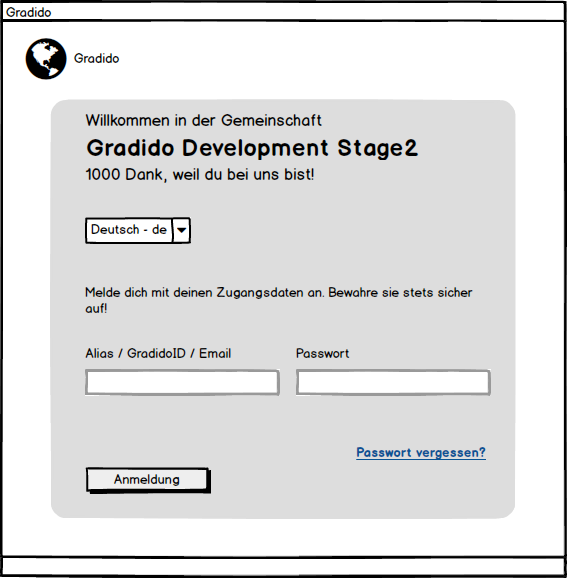 Gradido
Gradido
Willkommen in der Gemeinschaft
Gradido Development Stage2
1000 Dank, weil du bei uns bist!
Deutsch - de
Melde dich mit deinen Zugangsdaten an. Bewahre sie stets sicher
auf!
Alias / GradidoID / Email
Passwort
Passwort vergessen?
Anmeldung